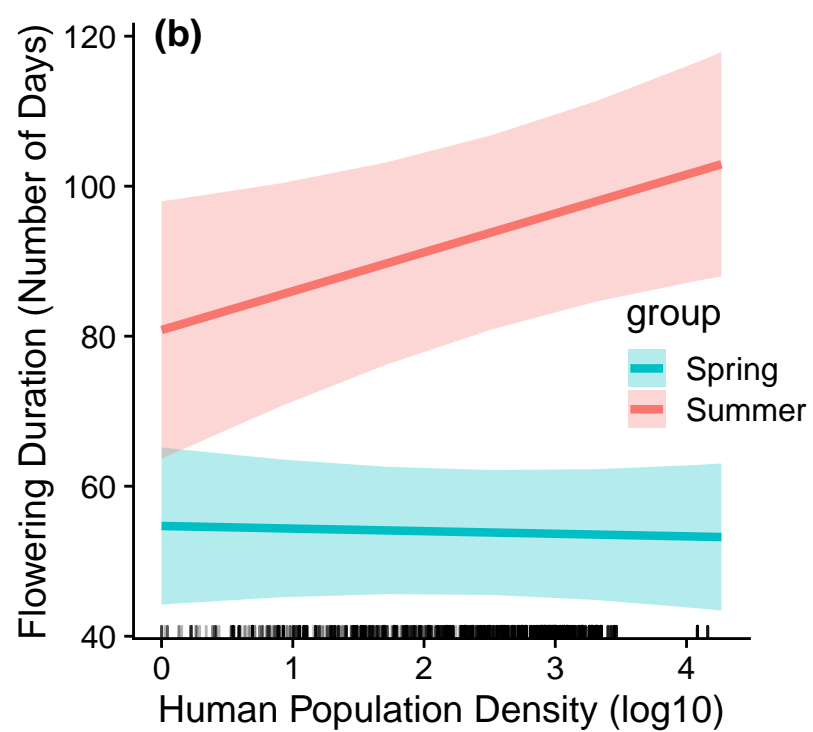 (b)
Flowering Duration (Number of Days)
120
100
80
60
40
group
Spring
Summer
0 1 2 3 4
Human Population Density (log10)